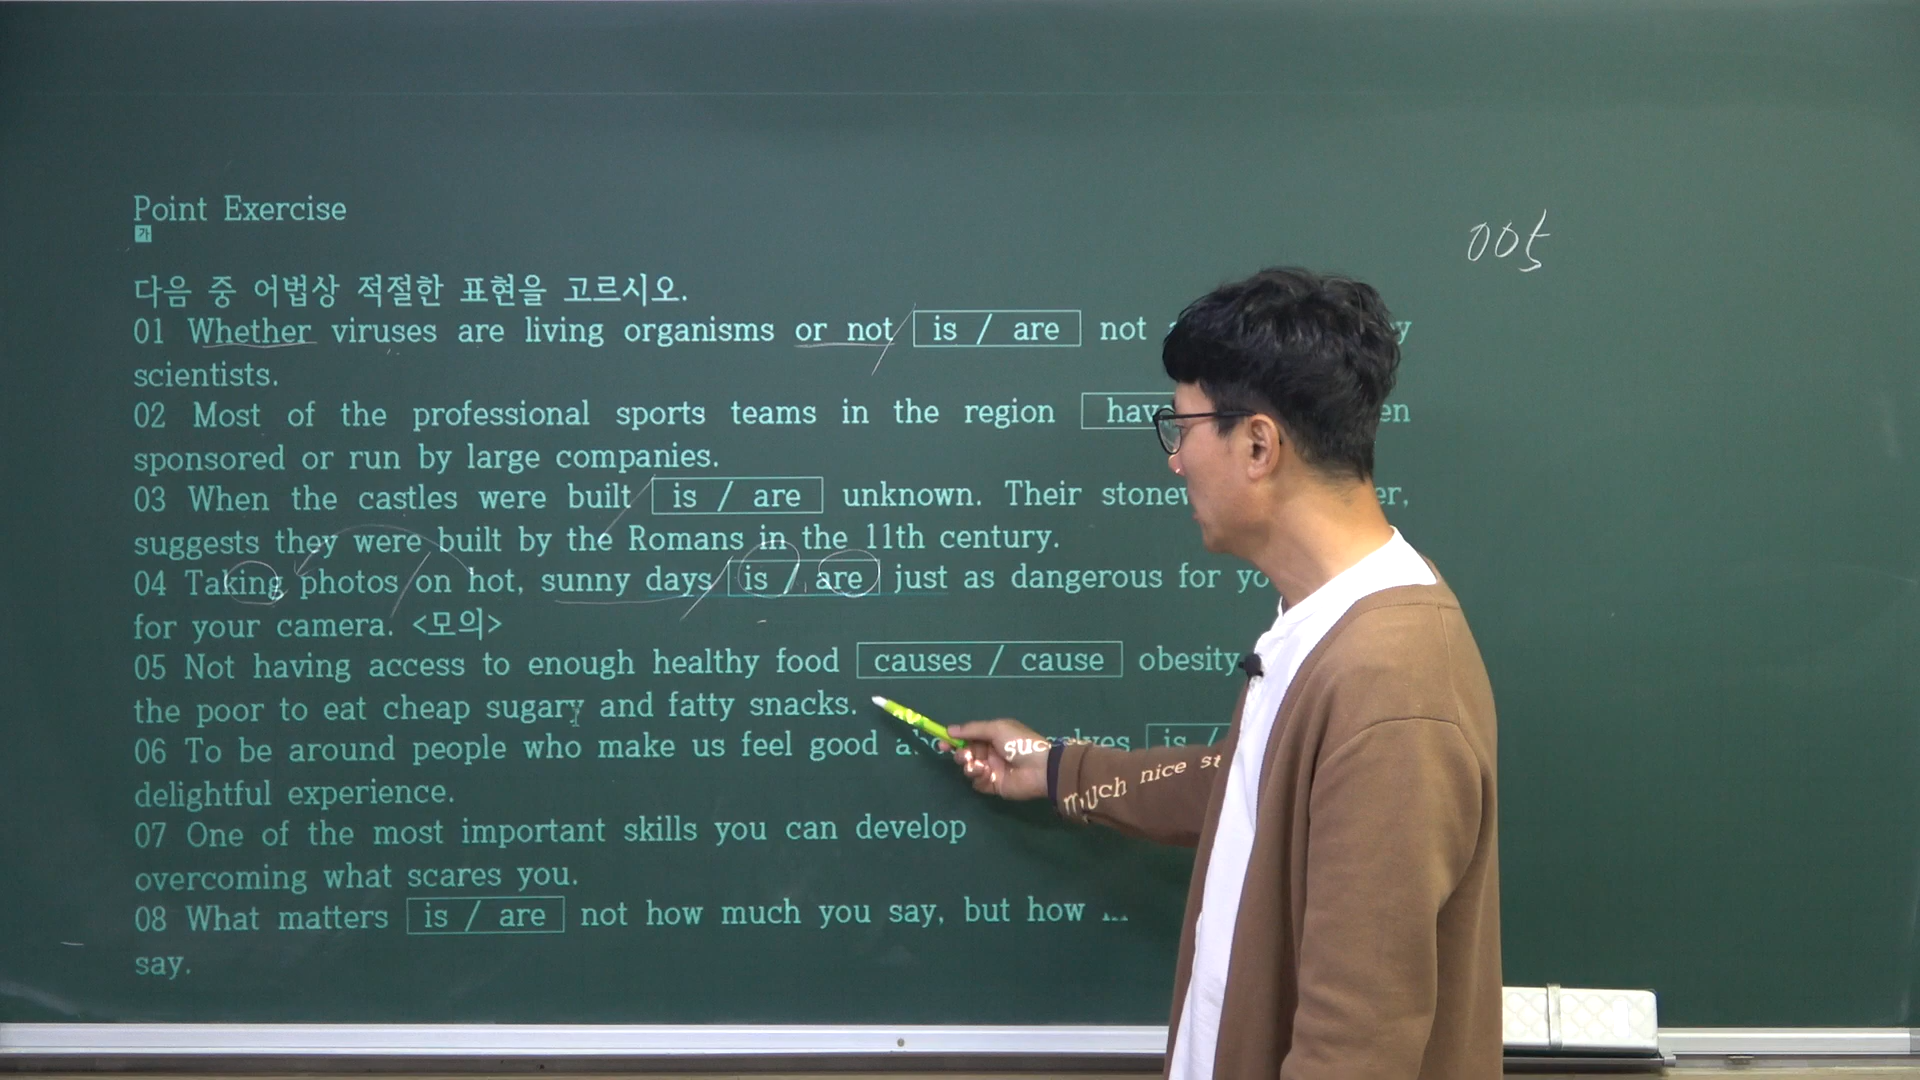 Point Exercise
가
005
다음 중 어법상 적절한 표현을 고르시오.
01 Whether viruses are living organisms or not is / are not
scientists.
02 Most of the professional sports teams in the region
sponsored or run by large companies.
03 When the castles were built is / are unknown. Their
suggests they were built by the Romans in the 11th century.
04 Taking photos on hot, sunny days is / are just as dangerous for
for your camera. <모의>
05 Not having access to enough healthy food causes / cause obesity
the poor to eat cheap sugary and fatty snacks.
06 To be around people who make us feel good is /
delightful experience.
07 One of the most important skills you can develop
overcoming what scares you.
08 What matters is / are not how much you say, but how
say.
much nice